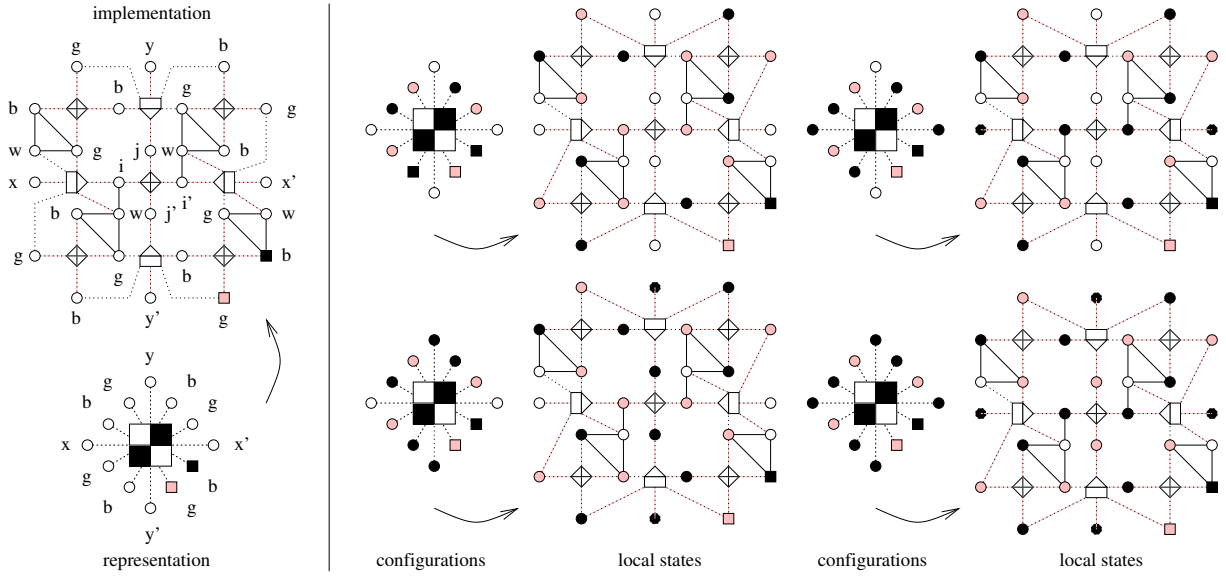 implementation
g y b
b g
b g
w g j w b
i
x x'
i'
b w j' g w
g b
g b
b y' g
y
g b
b g
x x'
g b
b g
y'
representation
configurations local states configurations local states